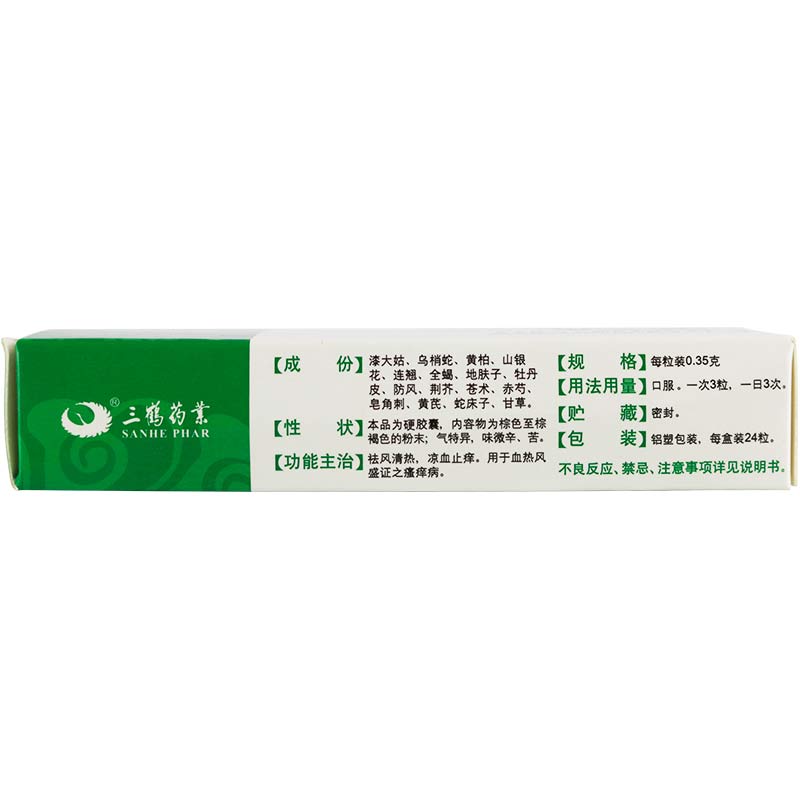 三鹤药业
®
SANHE PHAR
【成　份】漆大姑、乌梢蛇、黄柏、山银
花、连翘、全蝎、地肤子、牡丹
皮、防风、荆芥、苍术、赤芍、
皂角刺、黄芪、蛇床子、甘草。
【性　状】本品为硬胶囊，内容物为棕色至棕
褐色的粉末；气特异，味微辛、苦。
【功能主治】祛风清热，凉血止痒。用于血热风
盛证之瘙痒病。
【规　格】每粒装0.35克
【用法用量】口服。一次3粒，一日3次。
【贮　藏】密封。
【包　装】铝塑包装，每盒装24粒。
不良反应、禁忌、注意事项详见说明书。